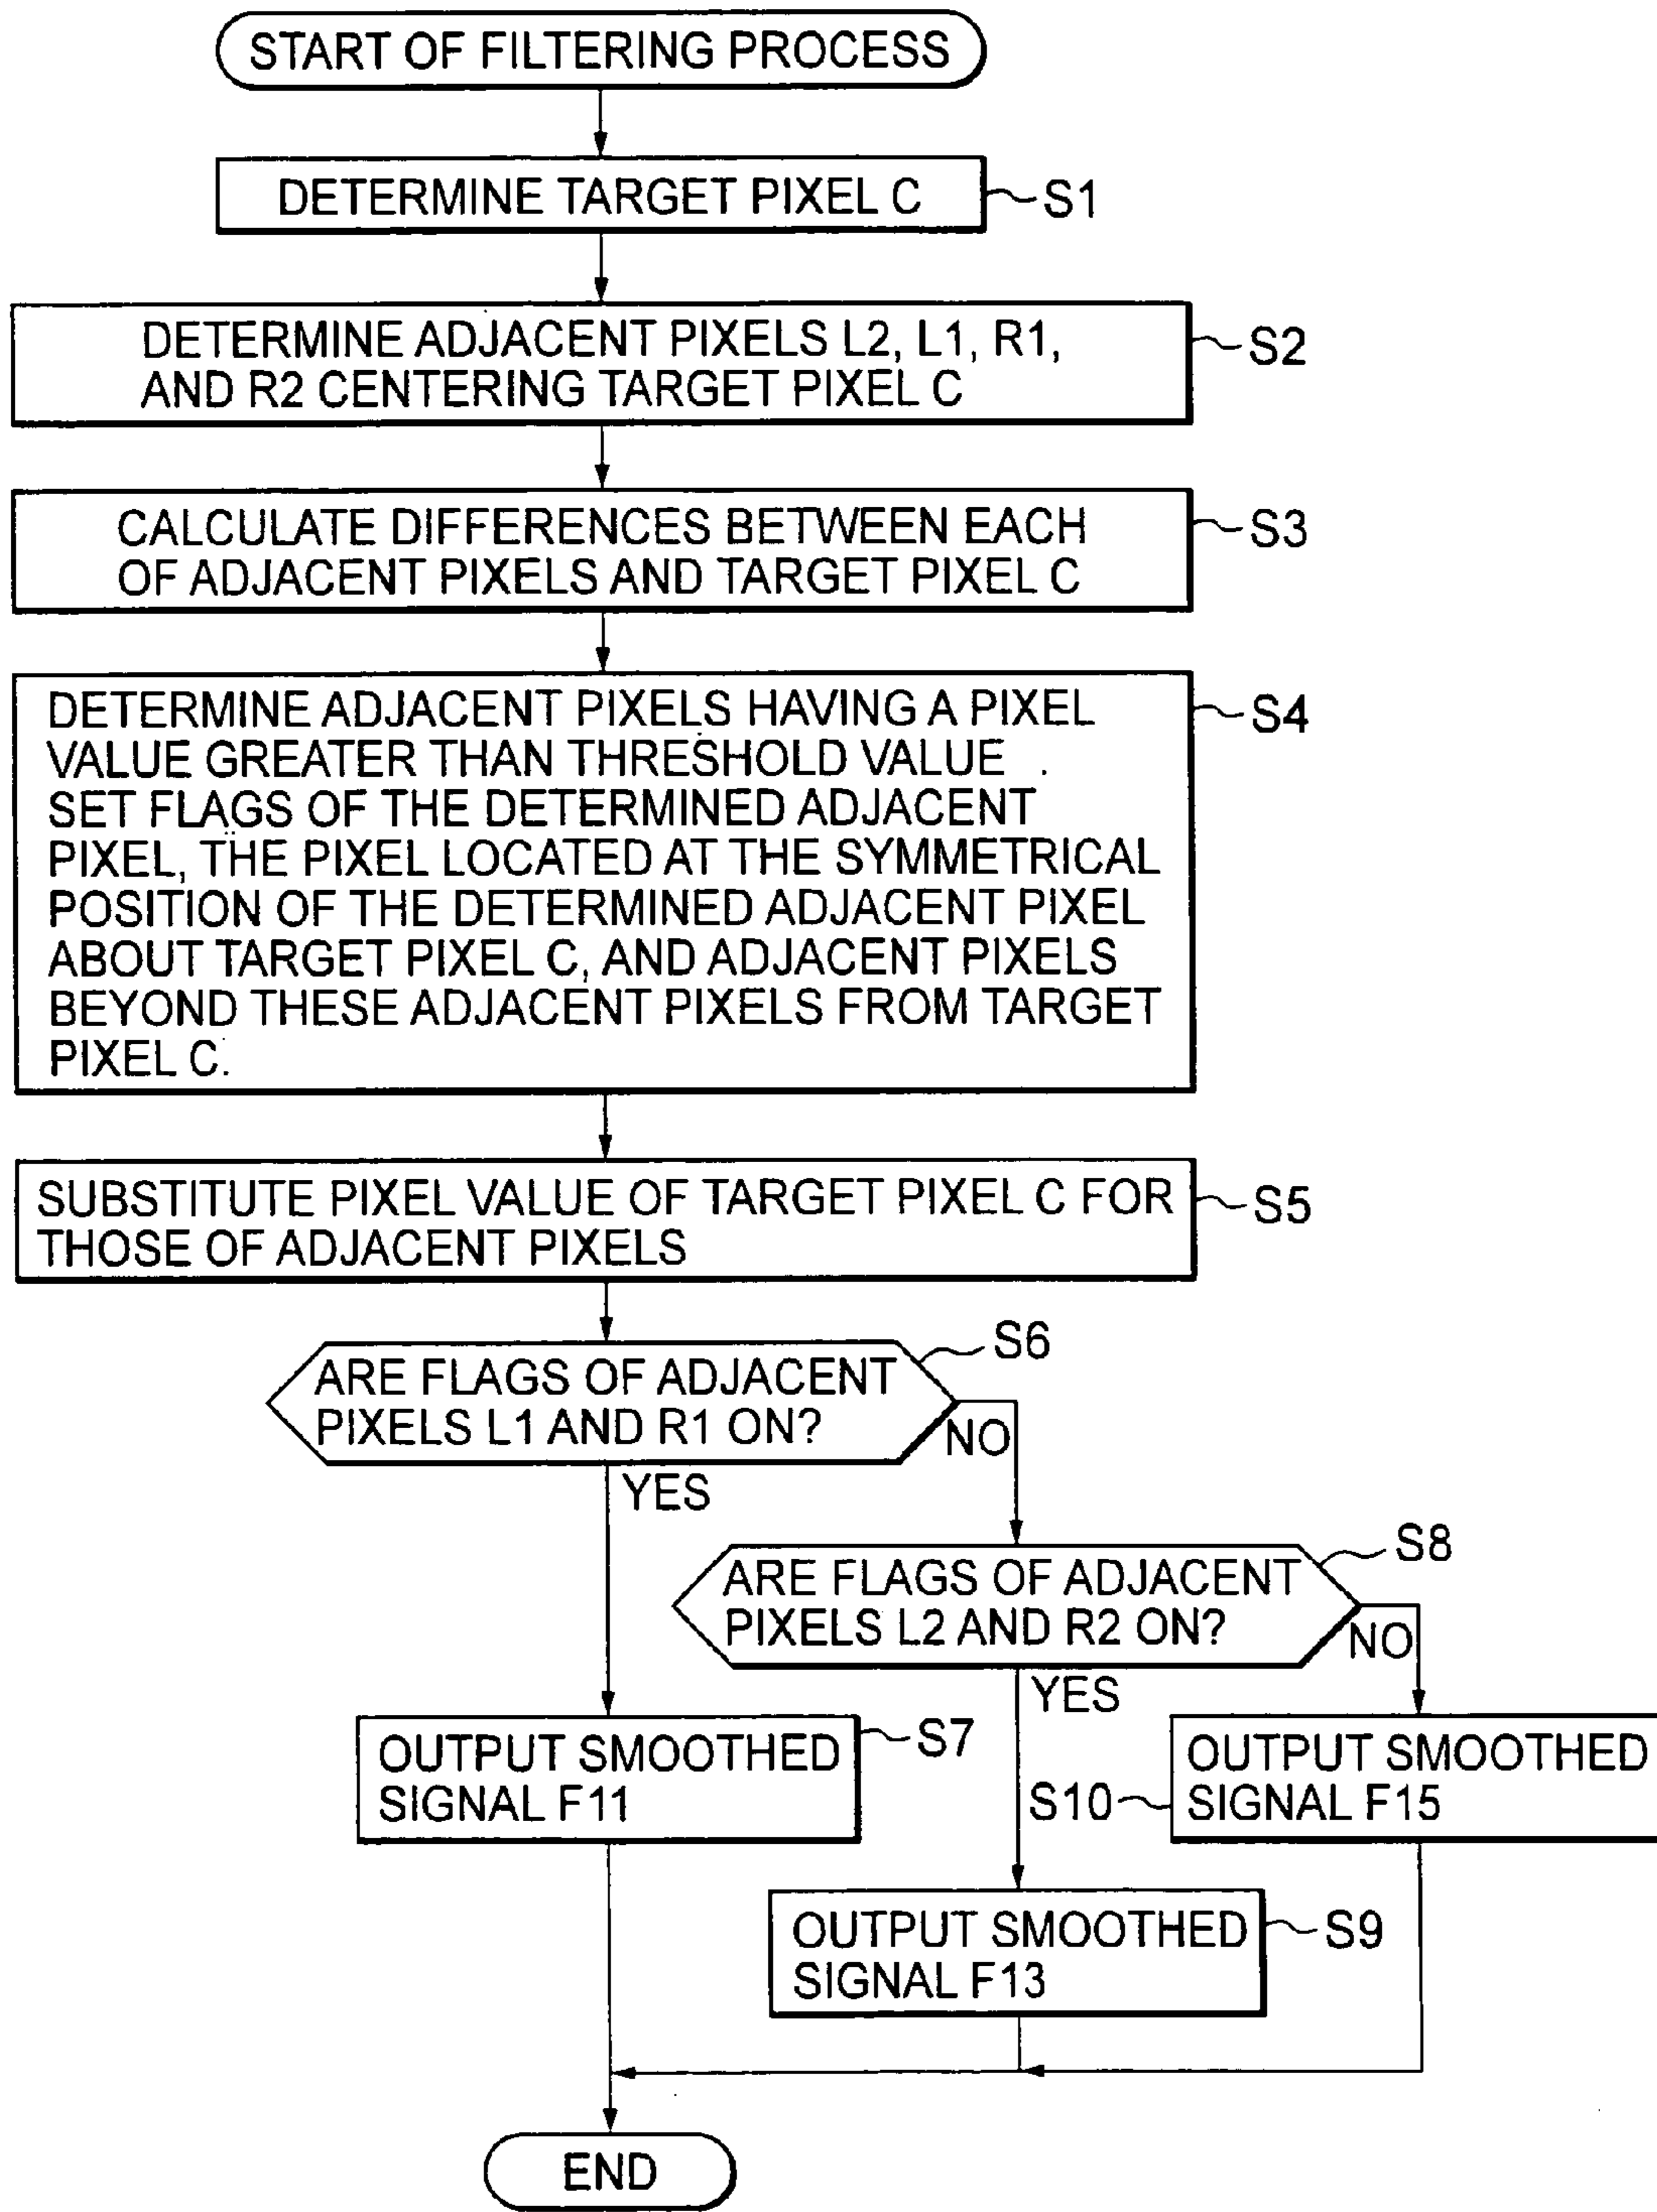 START OF FILTERING PROCESS
DETERMINE TARGET PIXEL C
S1
DETERMINE ADJACENT PIXELS L2, L1, R1,
AND R2 CENTERING TARGET PIXEL C
S2
CALCULATE DIFFERENCES BETWEEN EACH
OF ADJACENT PIXELS AND TARGET PIXEL C
S3
DETERMINE ADJACENT PIXELS HAVING A PIXEL
VALUE GREATER THAN THRESHOLD VALUE .
SET FLAGS OF THE DETERMINED ADJACENT
PIXEL, THE PIXEL LOCATED AT THE SYMMETRICAL
POSITION OF THE DETERMINED ADJACENT PIXEL
ABOUT TARGET PIXEL C, AND ADJACENT PIXELS
BEYOND THESE ADJACENT PIXELS FROM TARGET
PIXEL C.
S4
SUBSTITUTE PIXEL VALUE OF TARGET PIXEL C FOR
THOSE OF ADJACENT PIXELS
S5
ARE FLAGS OF ADJACENT
PIXELS L1 AND R1 ON?
S6
NO
YES
ARE FLAGS OF ADJACENT
PIXELS L2 AND R2 ON?
S8
NO
YES
OUTPUT SMOOTHED
SIGNAL F11
S7
OUTPUT SMOOTHED
SIGNAL F15
S10
OUTPUT SMOOTHED
SIGNAL F13
S9
END